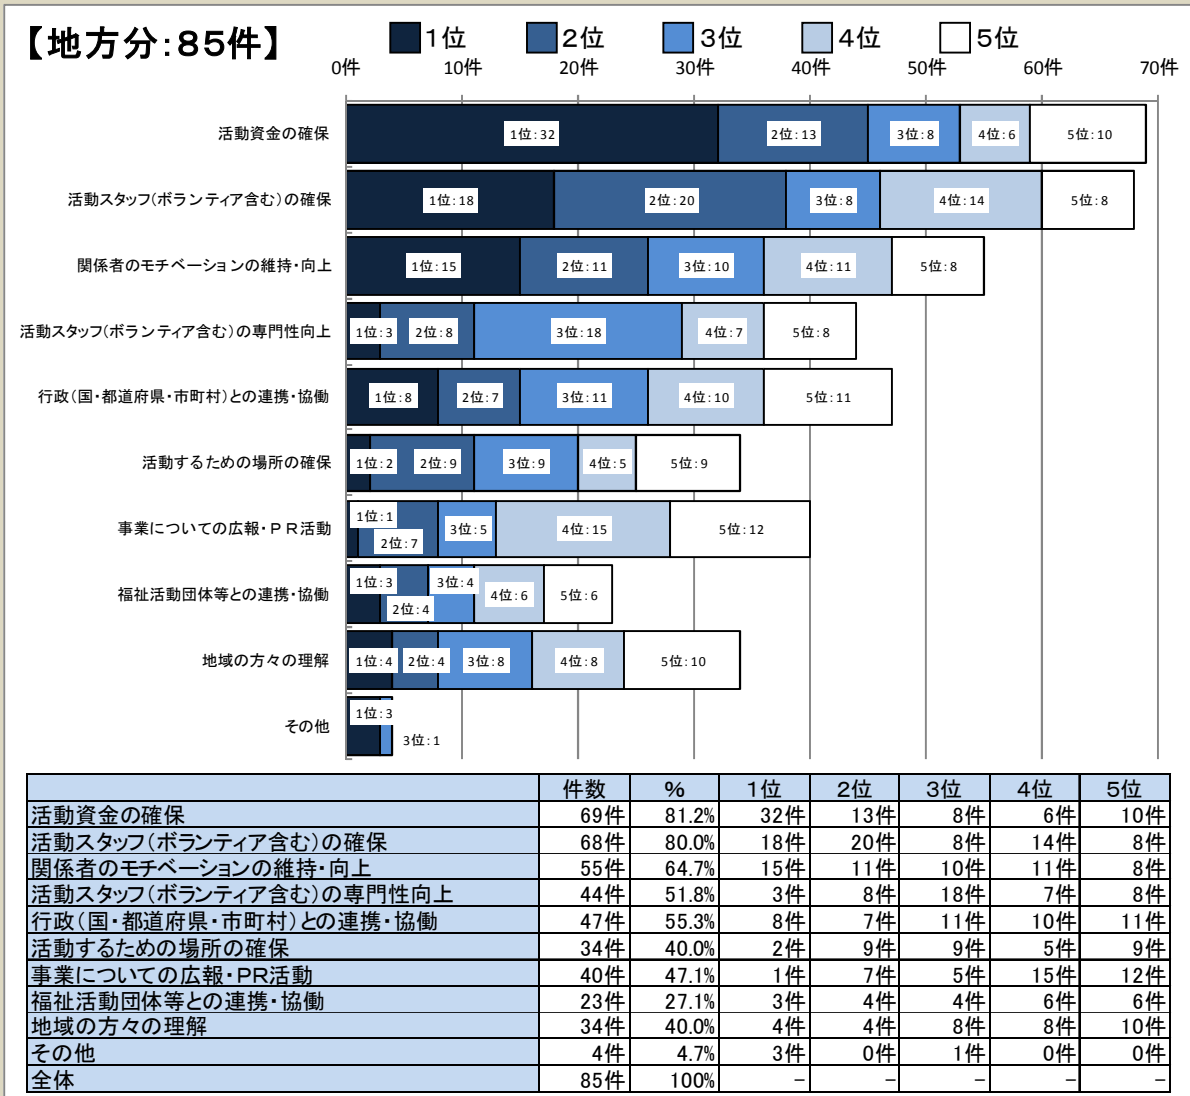 【地方分:85件】 1位 2位 3位 4位 5位
0件 10件 20件 30件 40件 50件 60件 70件
活動資金の確保 1位:32 2位:13 3位:8 4位:6 5位:10
活動スタッフ(ボランティア含む)の確保 1位:18 2位:20 3位:8 4位:14 5位:8
関係者のモチベーションの維持・向上 1位:15 2位:11 3位:10 4位:11 5位:8
活動スタッフ(ボランティア含む)の専門性向上 1位:3 2位:8 3位:18 4位:7 5位:8
行政(国・都道府県・市町村)との連携・協働 1位:8 2位:7 3位:11 4位:10 5位:11
活動するための場所の確保 1位:2 2位:9 3位:9 4位:5 5位:9
事業についての広報・PR活動 1位:1 2位:7 3位:5 4位:15 5位:12
福祉活動団体等との連携・協働 1位:3 2位:4 3位:4 4位:6 5位:6
地域の方々の理解 1位:4 2位:4 3位:8 4位:8 5位:10
その他 1位:3 3位:1
件数 % 1位 2位 3位 4位 5位
活動資金の確保 69件 81.2% 32件 13件 8件 6件 10件
活動スタッフ(ボランティア含む)の確保 68件 80.0% 18件 20件 8件 14件 8件
関係者のモチベーションの維持・向上 55件 64.7% 15件 11件 10件 11件 8件
活動スタッフ(ボランティア含む)の専門性向上 44件 51.8% 3件 8件 18件 7件 8件
行政(国・都道府県・市町村)との連携・協働 47件 55.3% 8件 7件 11件 10件 11件
活動するための場所の確保 34件 40.0% 2件 9件 9件 5件 9件
事業についての広報・PR活動 40件 47.1% 1件 7件 5件 15件 12件
福祉活動団体等との連携・協働 23件 27.1% 3件 4件 4件 6件 6件
地域の方々の理解 34件 40.0% 4件 4件 8件 8件 10件
その他 4件 4.7% 3件 0件 1件 0件 0件
全体 85件 100% － － － － －